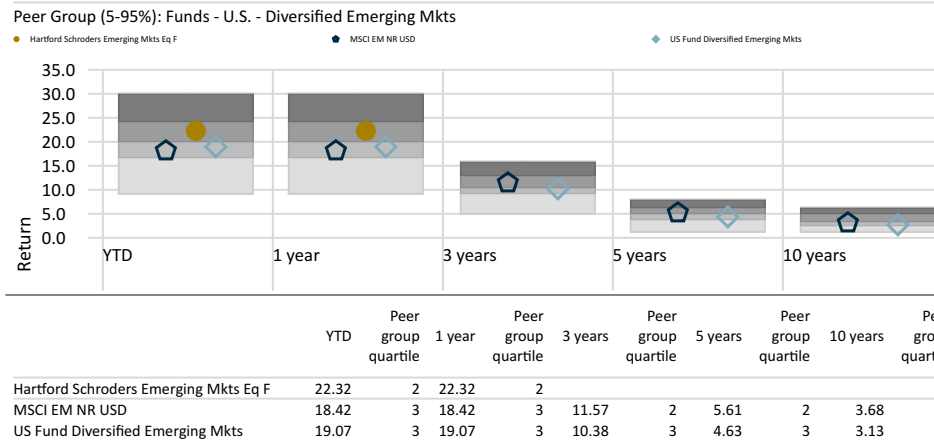 Peer Group (5-95%): Funds - U.S. - Diversified Emerging Mkts
Hartford Schroders Emerging Mkts Eq F MSCI EM NR USD US Fund Diversified Emerging Mkts
35.0
30.0
25.0
20.0
15.0
10.0
5.0
0.0
Return
YTD 1 year 3 years 5 years 10 years
YTD Peer group quartile 1 year Peer group quartile 3 years Peer group quartile 5 years Peer group quartile 10 years
Hartford Schroders Emerging Mkts Eq F 22.32 2 22.32 2
MSCI EM NR USD 18.42 3 18.42 3 11.57 2 5.61 2 3.68
US Fund Diversified Emerging Mkts 19.07 3 19.07 3 10.38 3 4.63 3 3.13